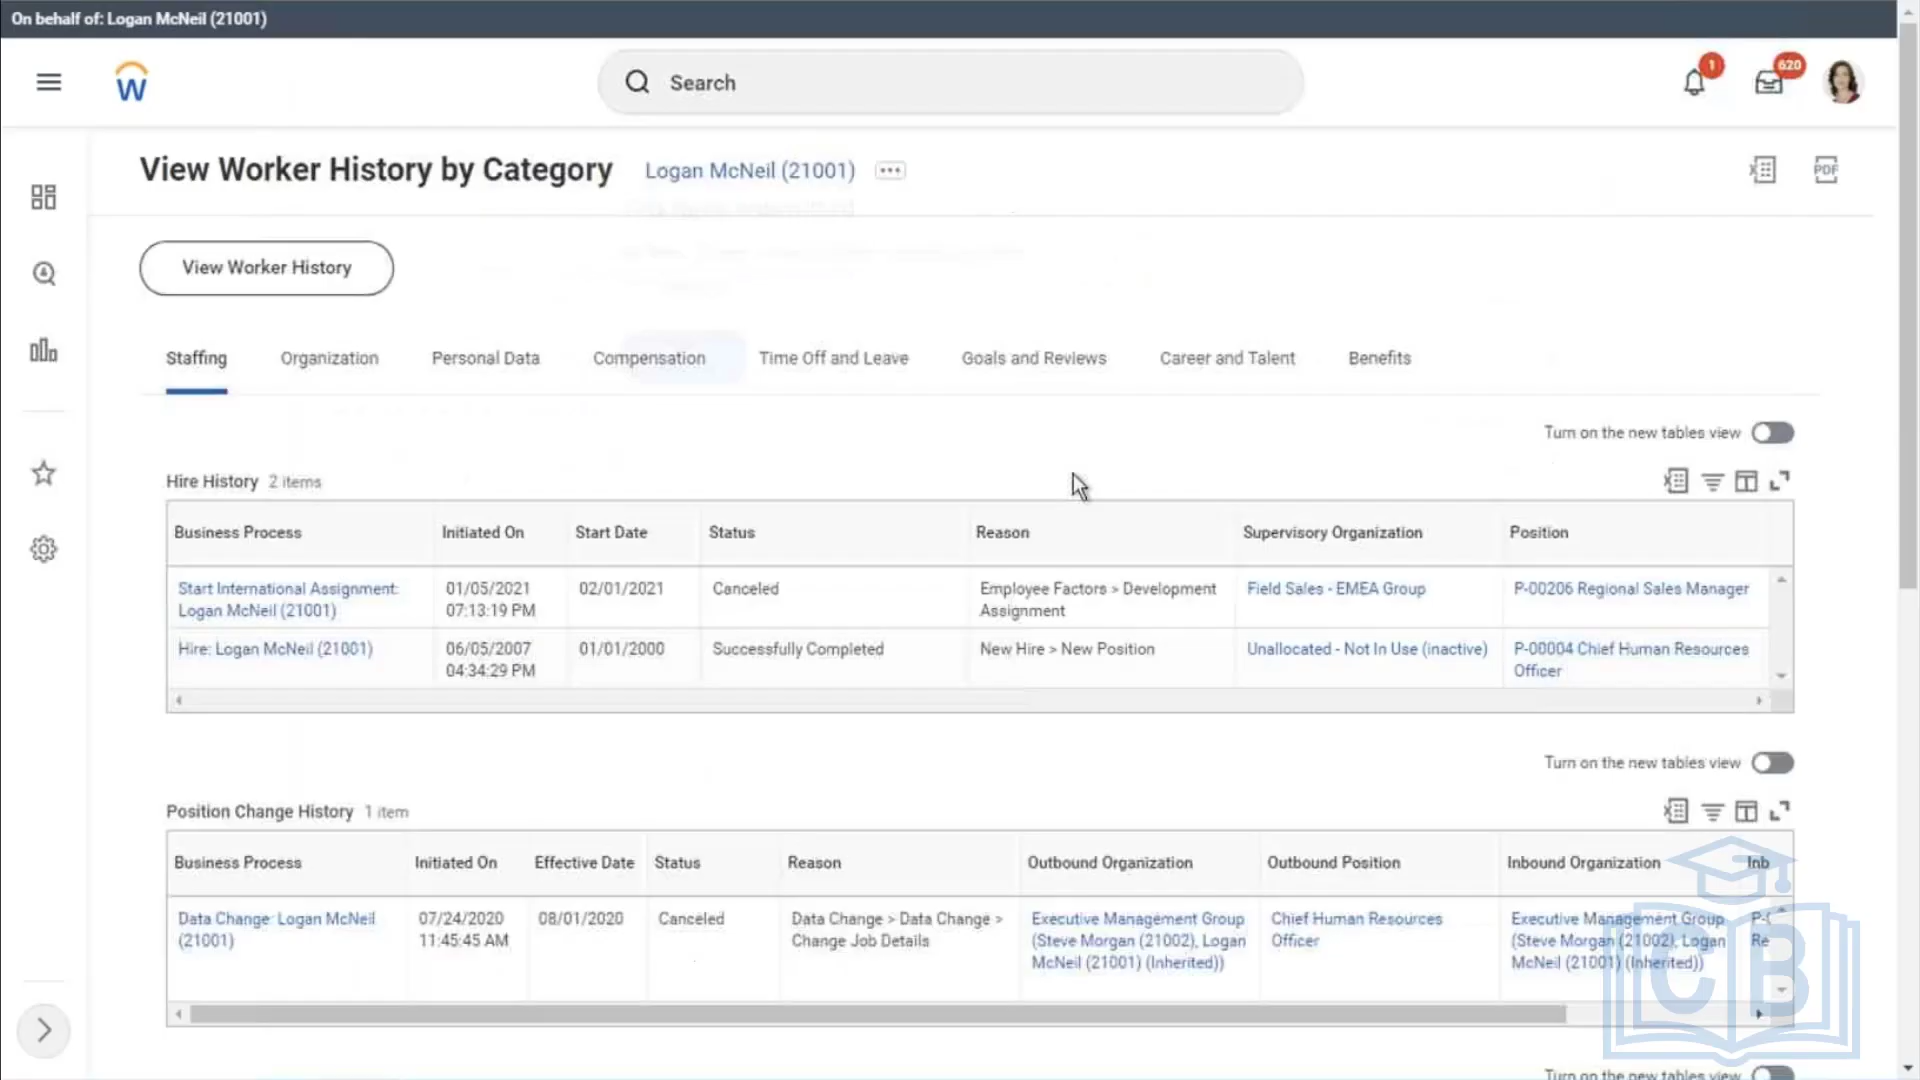 On behalf of: Logan McNeil (21001)
Search
1
620
View Worker History by Category
Logan McNeil (21001)
PDF
View Worker History
Staffing
Organization
Personal Data
Compensation
Time Off and Leave
Goals and Reviews
Career and Talent
Benefits
Turn on the new tables view
Hire History 2 items
Business Process
Initiated On
Start Date
Status
Reason
Supervisory Organization
Position
Start International Assignment:
Logan McNeil (21001)
01/05/2021
07:13:19 PM
02/01/2021
Canceled
Employee Factors > Development
Assignment
Field Sales - EMEA Group
P-00206 Regional Sales Manager
Hire: Logan McNeil (21001)
06/05/2007
04:34:29 PM
01/01/2000
Successfully Completed
New Hire > New Position
Unallocated - Not In Use (inactive)
P-00004 Chief Human Resources
Officer
Turn on the new tables view
Position Change History 1 item
Business Process
Initiated On
Effective Date
Status
Reason
Outbound Organization
Outbound Position
Inbound Organization
Inb
Data Change: Logan McNeil
(21001)
07/24/2020
11:45:45 AM
08/01/2020
Canceled
Data Change > Data Change >
Change Job Details
Executive Management Group
(Steve Morgan (21002), Logan
McNeil (21001) (Inherited))
Chief Human Resources
Officer
Executive Management Group
(Steve Morgan (21002), Logan
McNeil (21001) (Inherited))
Re
CB
Turn on the new tables view